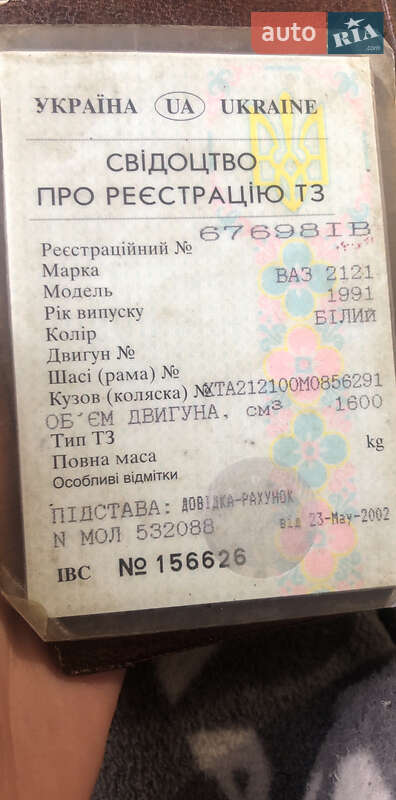 auto RIA.com
УКРАЇНА UA UKRAINE
СВІДОЦТВО
ПРО РЕЄСТРАЦІЮ ТЗ
Реєстраційний № 67698ІВ
Марка ВАЗ 2121
Модель 1991
Рік випуску БІЛИЙ
Колір
Двигун №
Шасі (рама) №
Кузов (коляска) № XTA212100M0856291
ОБ'ЄМ ДВИГУНА, см³ 1600
Тип ТЗ kg
Повна маса
Особливі відмітки
ПІДСТАВА: ДОВІДКА-РАХУНОК
N МОЛ 532088 від 23-May-2002
ІВС № 156626